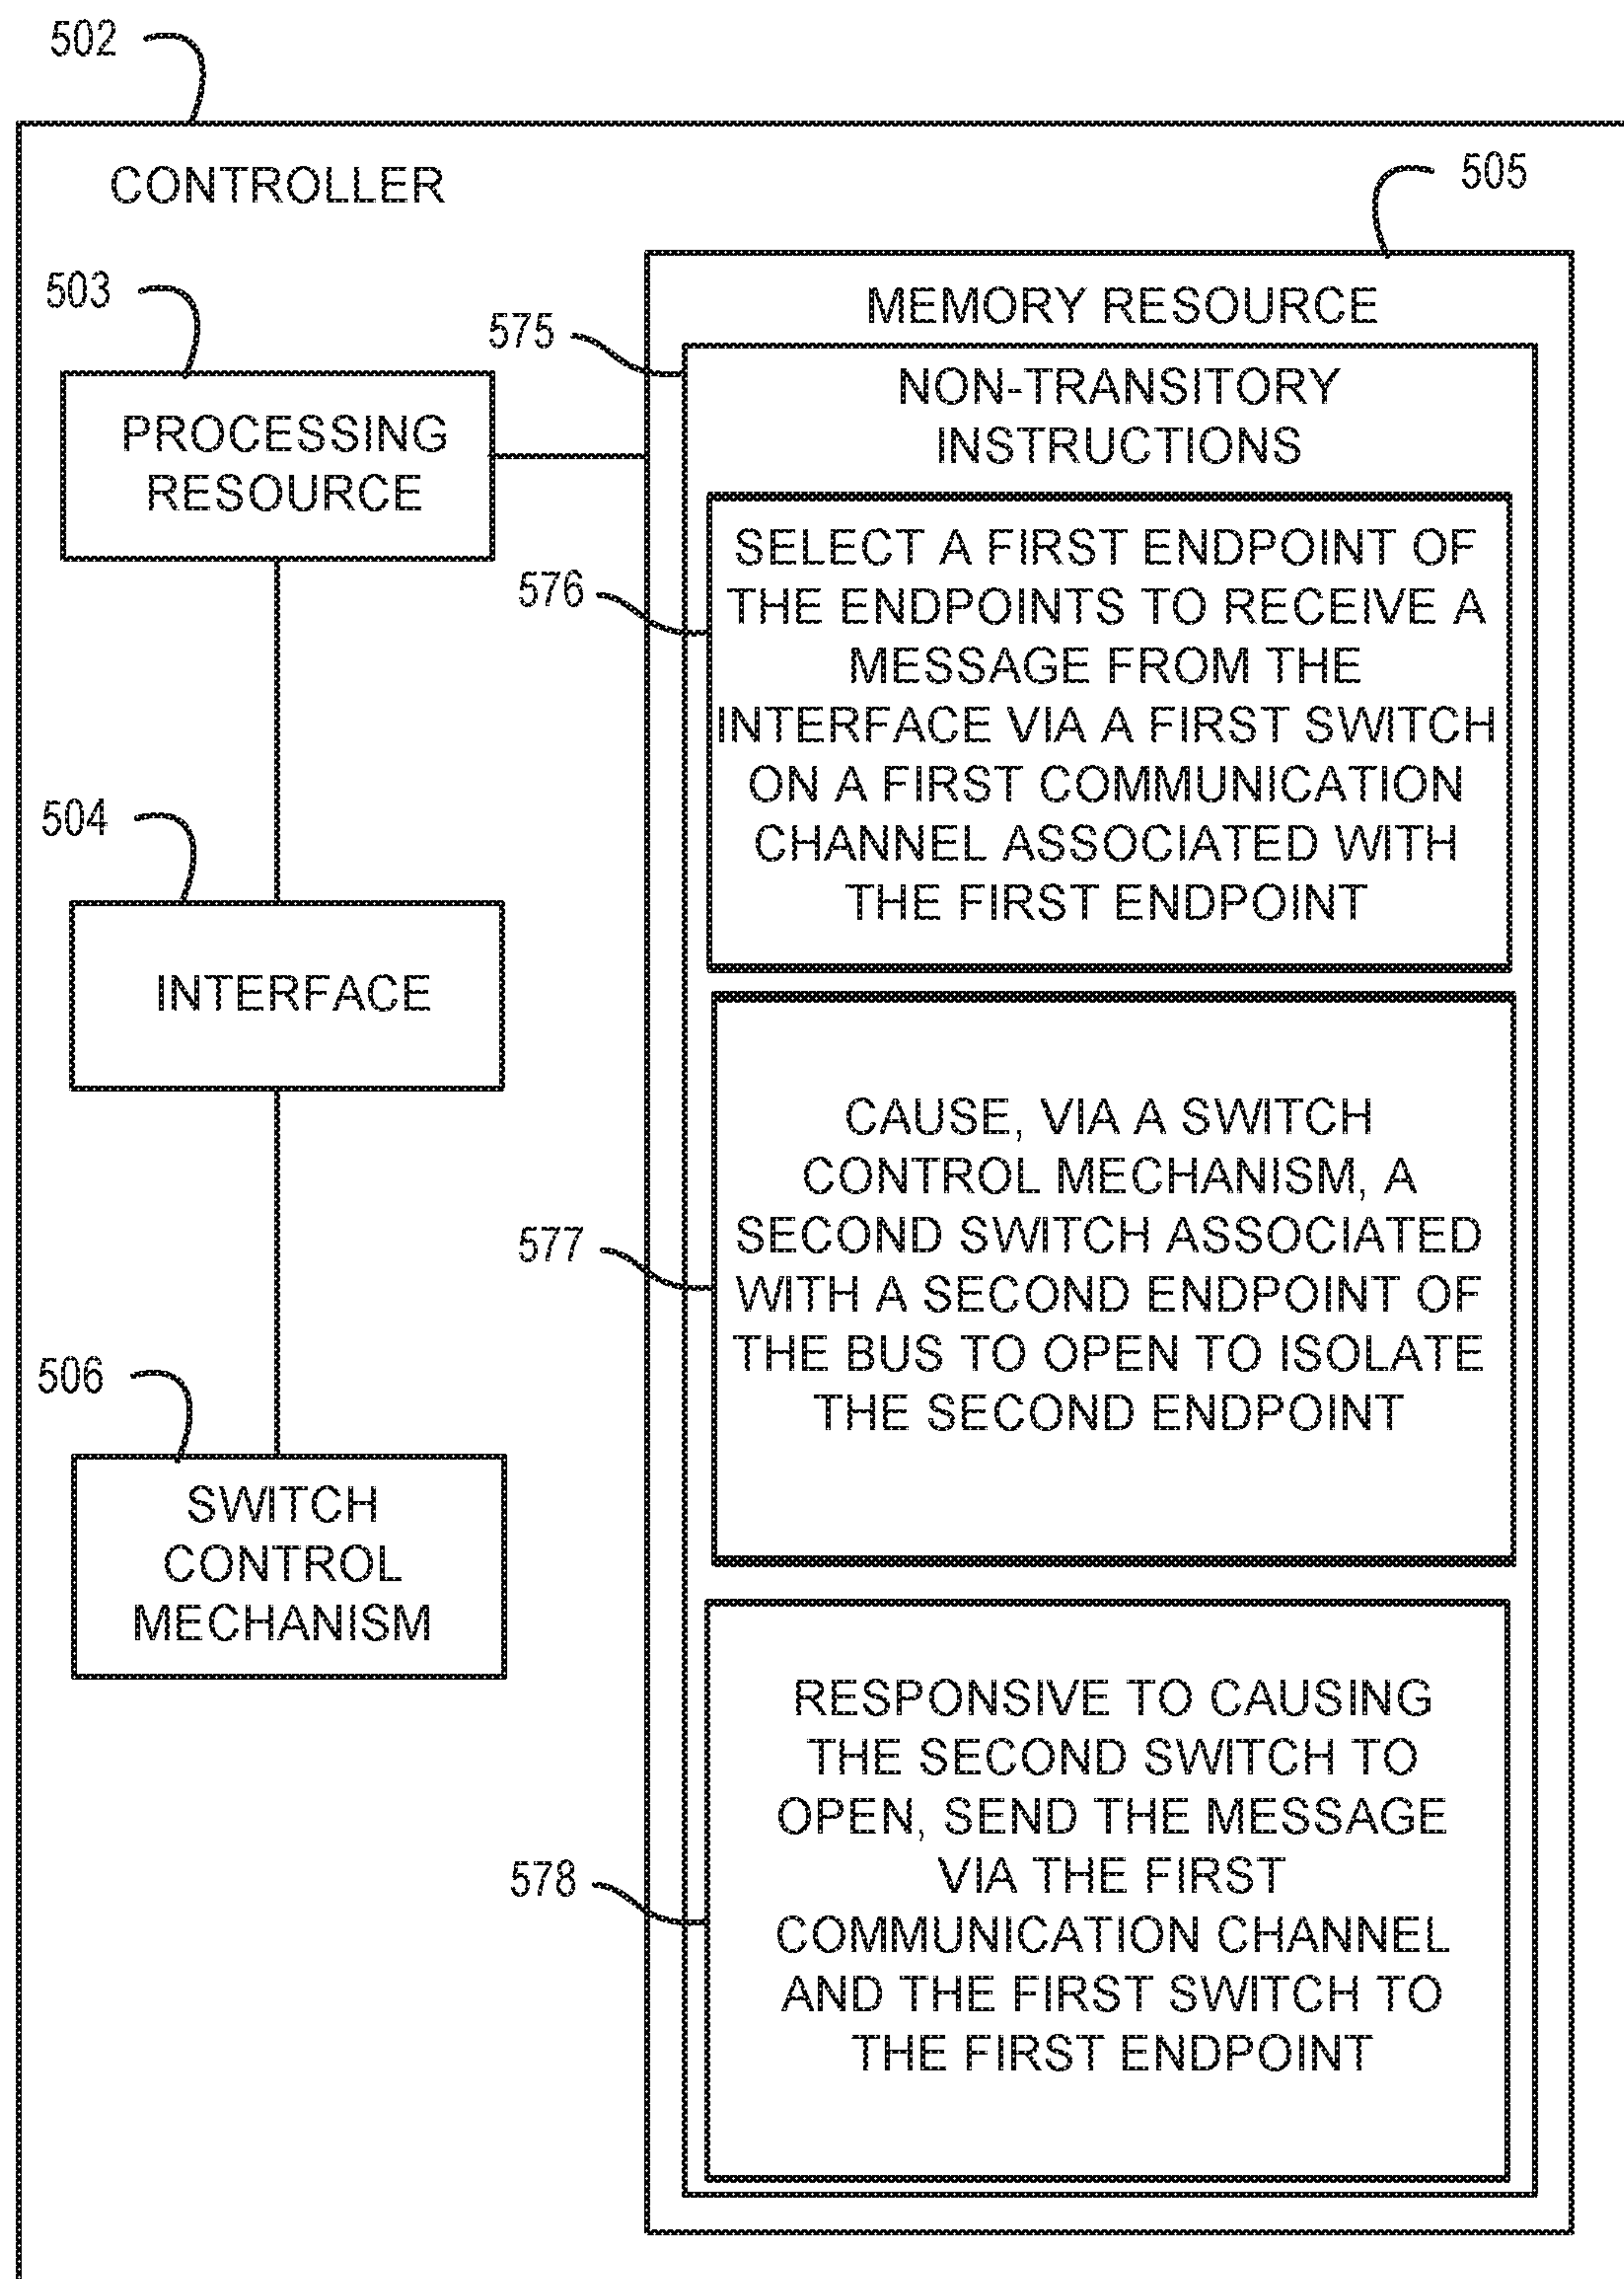 502
CONTROLLER
505
503
PROCESSING
RESOURCE
504
INTERFACE
506
SWITCH
CONTROL
MECHANISM
MEMORY RESOURCE
575
NON-TRANSITORY
INSTRUCTIONS
576
SELECT A FIRST ENDPOINT OF
THE ENDPOINTS TO RECEIVE A
MESSAGE FROM THE
INTERFACE VIA A FIRST SWITCH
ON A FIRST COMMUNICATION
CHANNEL ASSOCIATED WITH
THE FIRST ENDPOINT
577
CAUSE, VIA A SWITCH
CONTROL MECHANISM, A
SECOND SWITCH ASSOCIATED
WITH A SECOND ENDPOINT OF
THE BUS TO OPEN TO ISOLATE
THE SECOND ENDPOINT
578
RESPONSIVE TO CAUSING
THE SECOND SWITCH TO
OPEN, SEND THE MESSAGE
VIA THE FIRST
COMMUNICATION CHANNEL
AND THE FIRST SWITCH TO
THE FIRST ENDPOINT